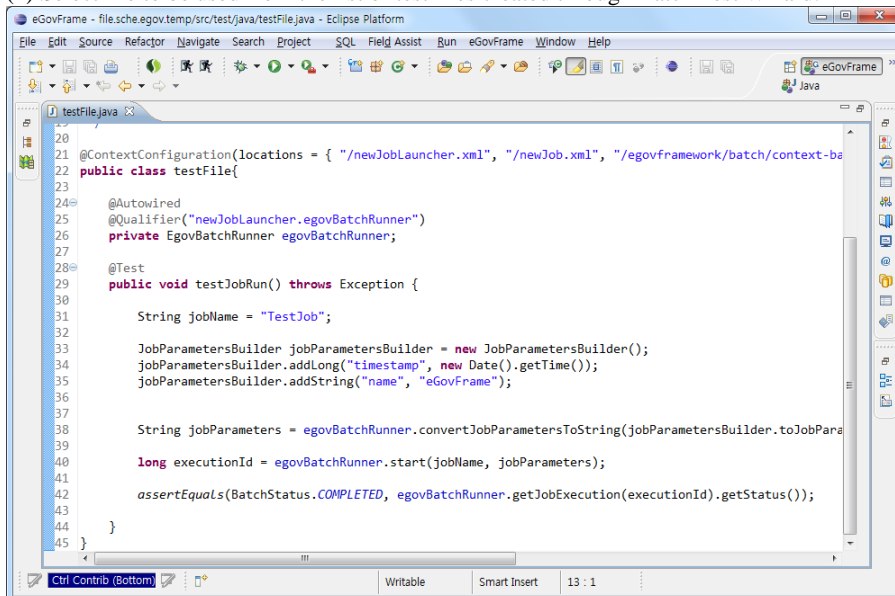 eGovFrame - file.sche.egov.temp/src/test/java/testFile.java - Eclipse Platform
File Edit Source Refactor Navigate Search Project SQL Field Assist Run eGovFrame Window Help
eGovFrame
Java
testFile.java
19
20
21 @ContextConfiguration(locations = { "/newJobLauncher.xml", "/newJob.xml", "/egovframework/batch/context-ba
22 public class testFile{
23
24 @Autowired
25 @Qualifier("newJobLauncher.egovBatchRunner")
26 private EgovBatchRunner egovBatchRunner;
27
28 @Test
29 public void testJobRun() throws Exception {
30
31 String jobName = "TestJob";
32
33 JobParametersBuilder jobParametersBuilder = new JobParametersBuilder();
34 jobParametersBuilder.addLong("timestamp", new Date().getTime());
35 jobParametersBuilder.addString("name", "eGovFrame");
36
37
38 String jobParameters = egovBatchRunner.convertJobParametersToString(jobParametersBuilder.toJobPara
39
40 long executionId = egovBatchRunner.start(jobName, jobParameters);
41
42 assertEquals(BatchStatus.COMPLETED, egovBatchRunner.getJobExecution(executionId).getStatus());
43
44 }
45 }
Ctrl Contrib (Bottom) Writable Smart Insert 13 : 1